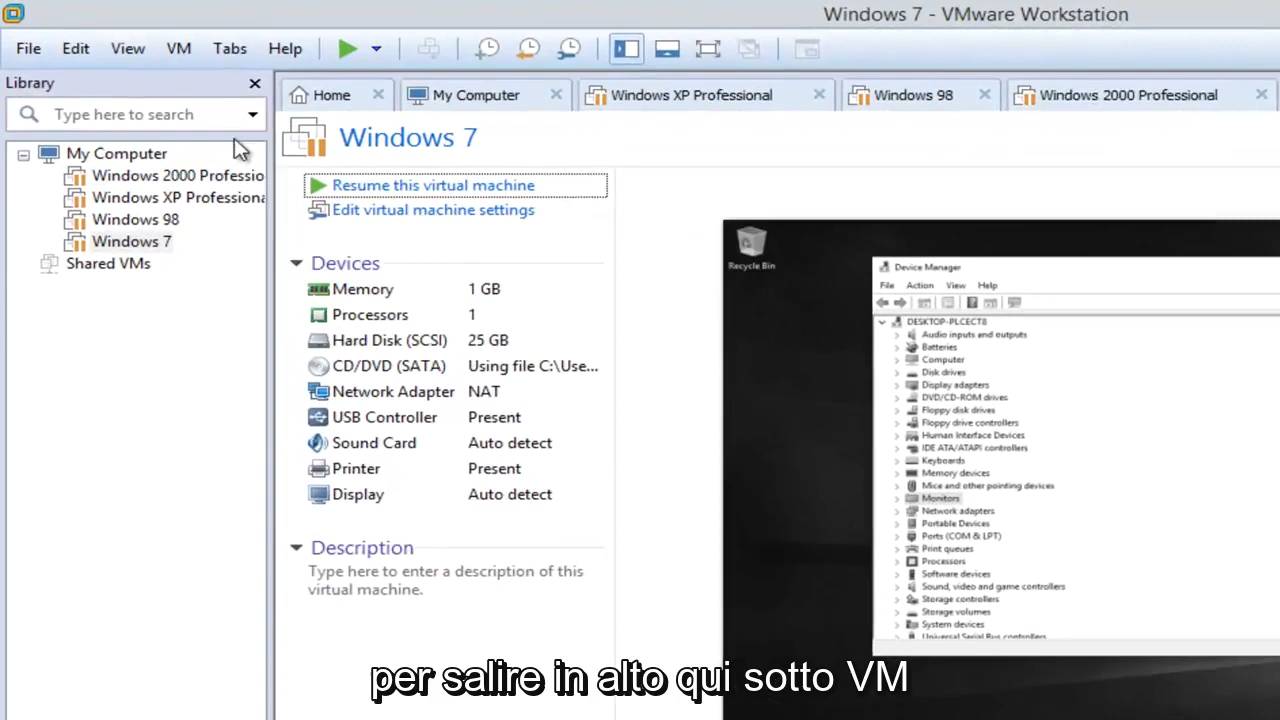 Windows 7 - VMware Workstation
File Edit View VM Tabs Help
Library
Home My Computer Windows XP Professional Windows 98 Windows 2000 Professional
Type here to search
Windows 7
My Computer
Windows 2000 Professio
Windows XP Professiona
Windows 98
Windows 7
Shared VMs
Resume this virtual machine
Edit virtual machine settings
Devices
Memory 1 GB
Processors 1
Hard Disk (SCSI) 25 GB
CD/DVD (SATA) Using file C:\Use...
Network Adapter NAT
USB Controller Present
Sound Card Auto detect
Printer Present
Display Auto detect
Description
Type here to enter a description of this
virtual machine.
Recycle Bin
Device Manager
File Action View Help
DESKTOP-PLCECT8
Audio inputs and outputs
Batteries
Computer
Disk drives
Display adapters
DVD/CD-ROM drives
Floppy disk drives
Floppy drive controllers
Human Interface Devices
IDE ATA/ATAPI controllers
Keyboards
Memory devices
Mice and other pointing devices
Monitors
Network adapters
Portable Devices
Ports (COM & LPT)
Print queues
Processors
Software devices
Sound, video and game controllers
Storage controllers
Storage volumes
System devices
Universal Serial Bus controllers
per salire in alto qui sotto VM